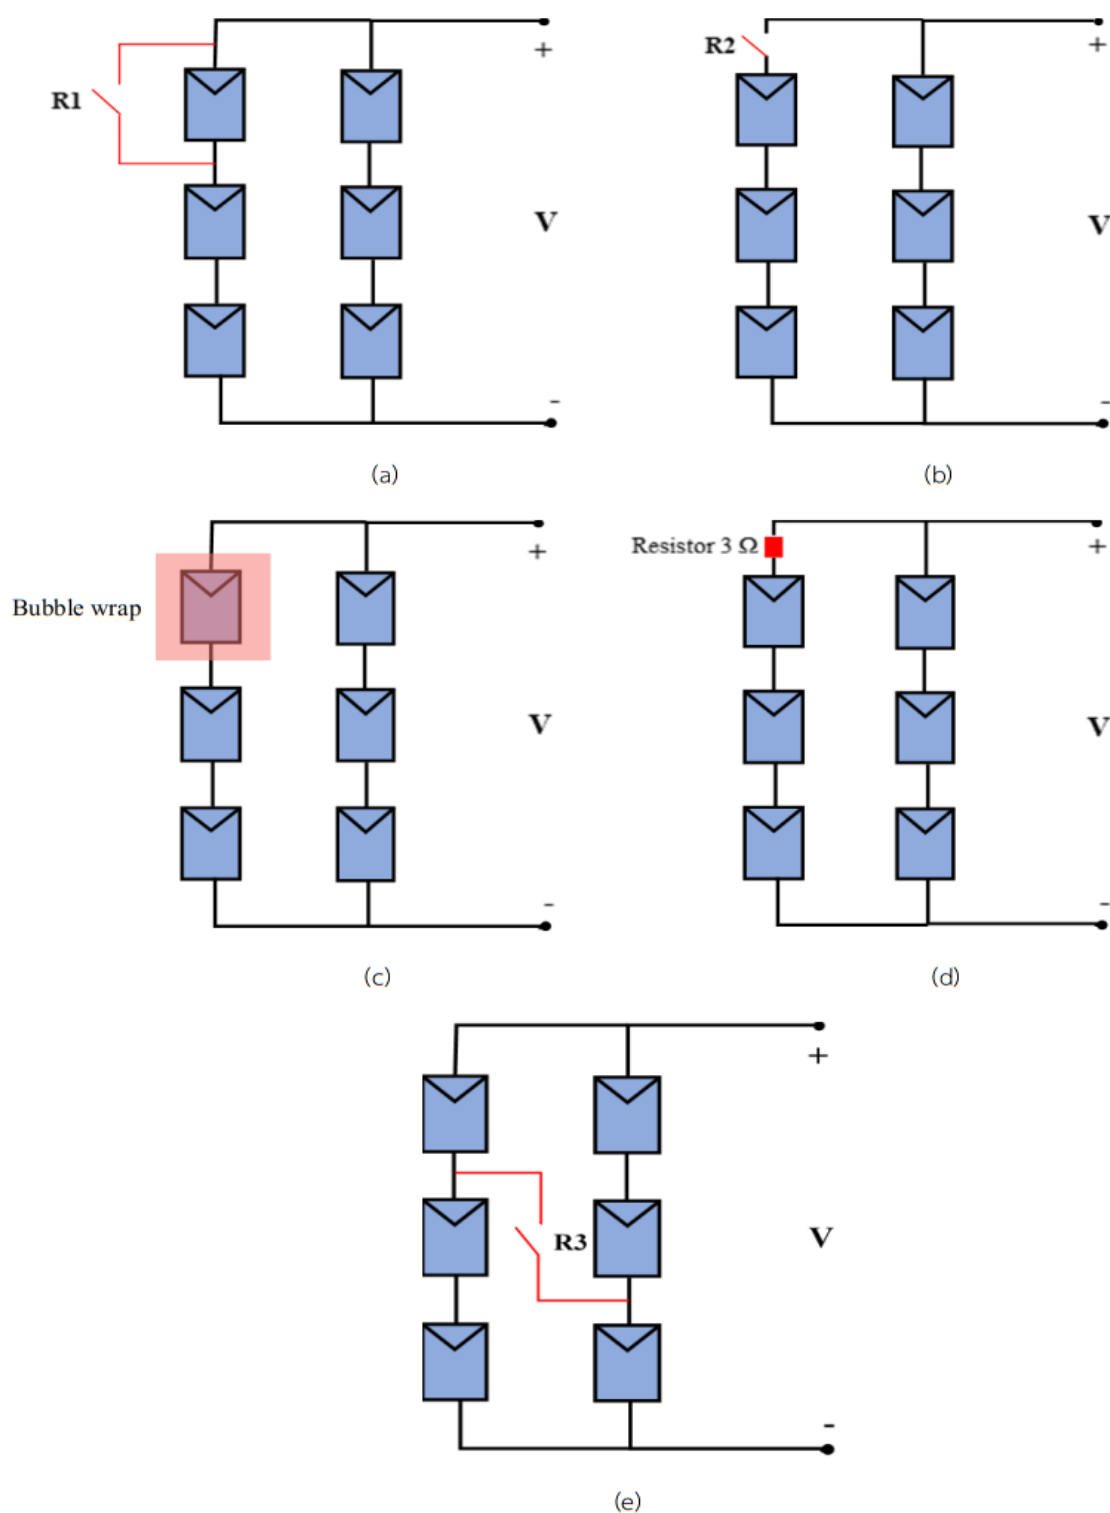 +
R1
V
-
(a)
R2
+
V
-
(b)
Bubble wrap
+
V
-
(c)
Resistor 3 Ω
+
V
-
(d)
+
R3
V
-
(e)